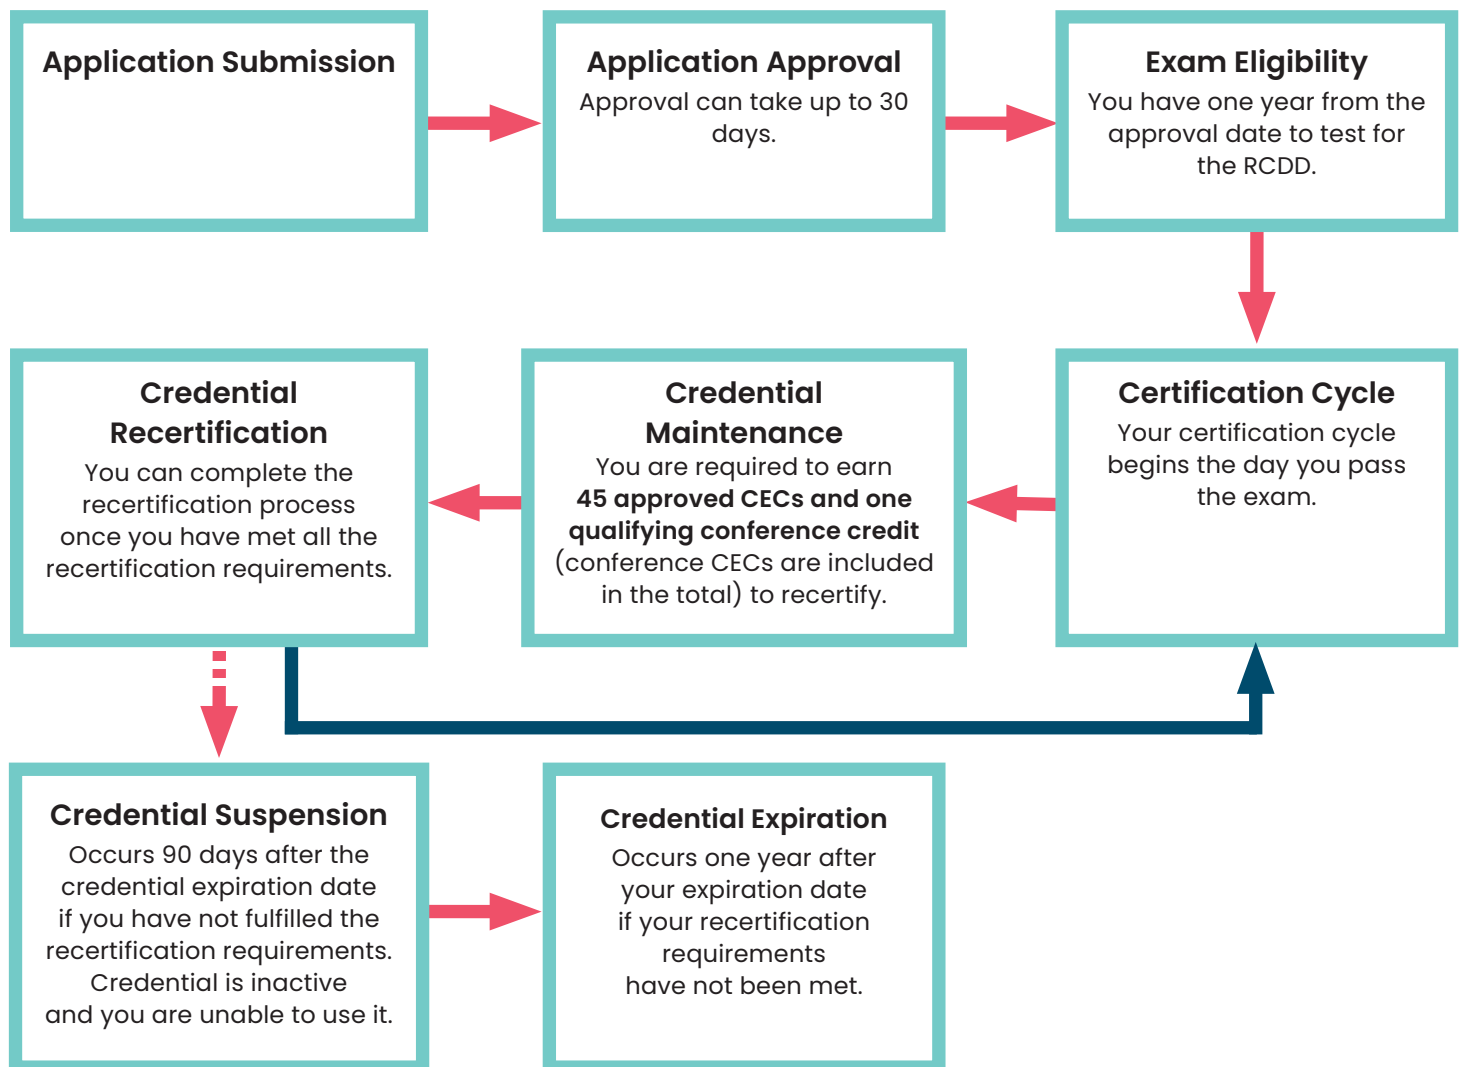 Application Submission
Application Approval
Approval can take up to 30
days.
Exam Eligibility
You have one year from the
approval date to test for
the RCDD.
Credential
Recertification
You can complete the
recertification process
once you have met all the
recertification requirements.
Credential
Maintenance
You are required to earn
45 approved CECs and one
qualifying conference credit
(conference CECs are included
in the total) to recertify.
Certification Cycle
Your certification cycle
begins the day you pass
the exam.
Credential Suspension
Occurs 90 days after the
credential expiration date
if you have not fulfilled the
recertification requirements.
Credential is inactive
and you are unable to use it.
Credential Expiration
Occurs one year after
your expiration date
if your recertification
requirements
have not been met.